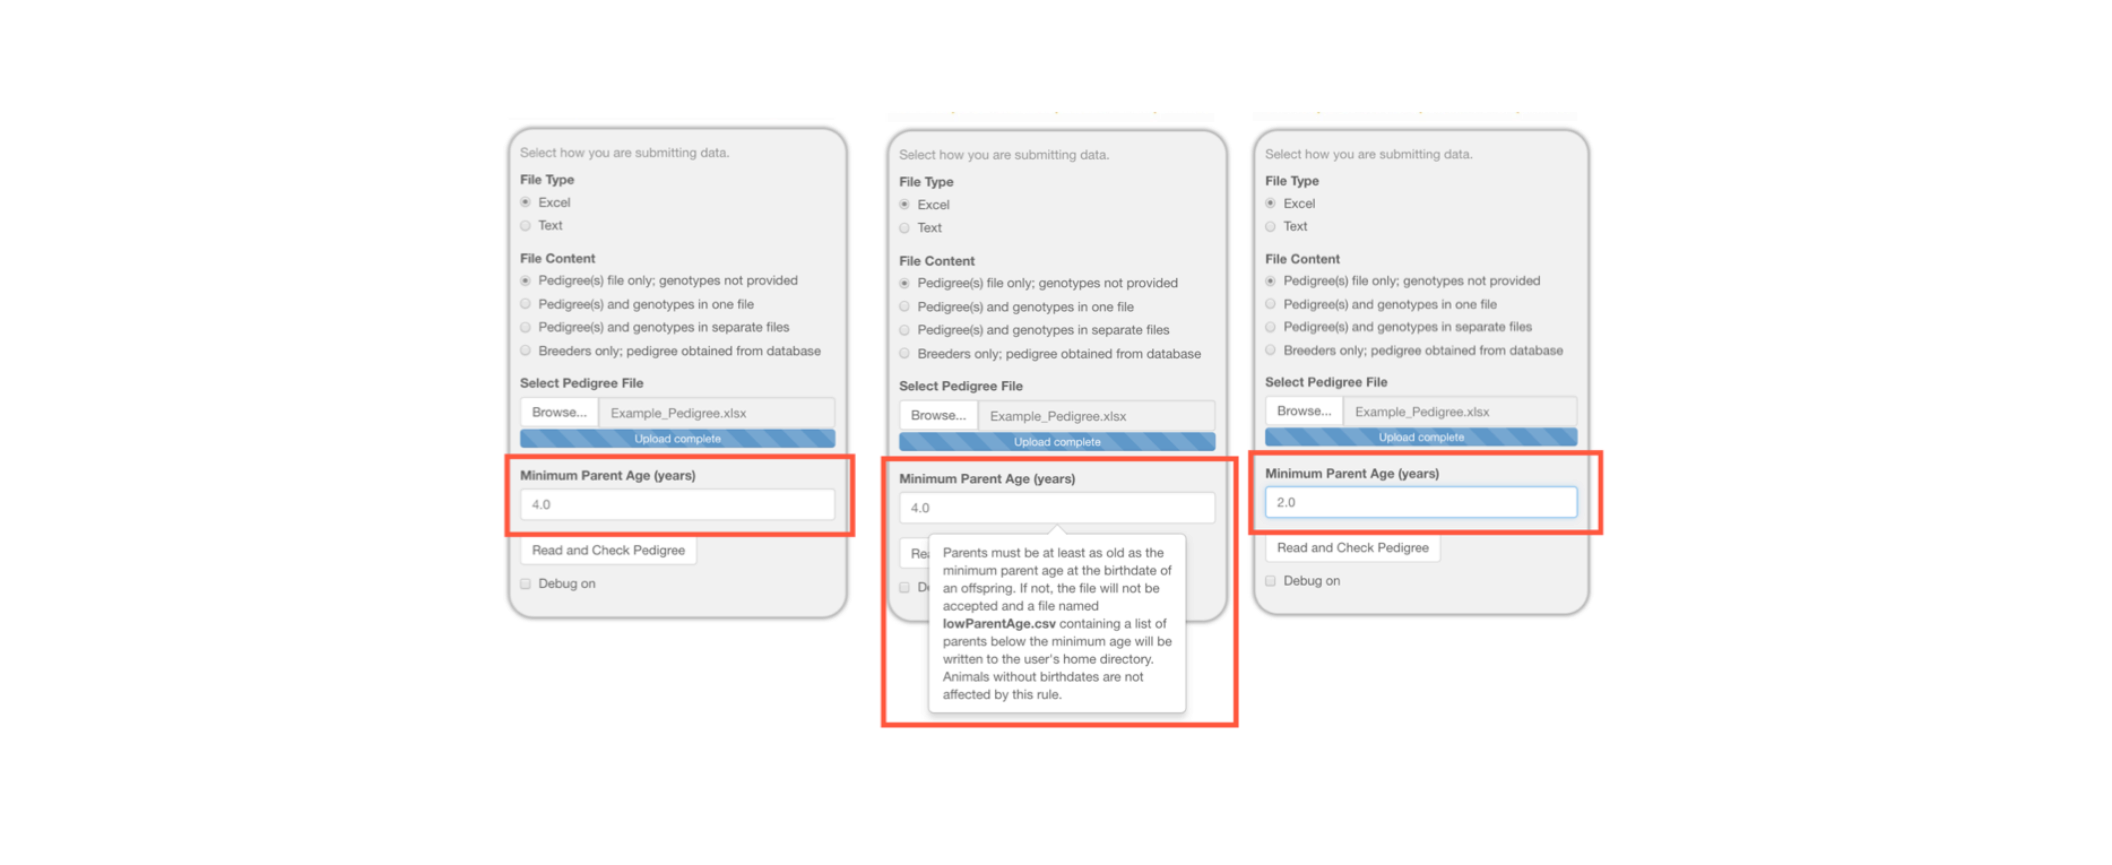 Select how you are submitting data.
File Type
Excel
Text
File Content
Pedigree(s) file only; genotypes not provided
Pedigree(s) and genotypes in one file
Pedigree(s) and genotypes in separate files
Breeders only; pedigree obtained from database
Select Pedigree File
Browse... Example_Pedigree.xlsx
Upload complete
Minimum Parent Age (years)
4.0
Read and Check Pedigree
Debug on
Select how you are submitting data.
File Type
Excel
Text
File Content
Pedigree(s) file only; genotypes not provided
Pedigree(s) and genotypes in one file
Pedigree(s) and genotypes in separate files
Breeders only; pedigree obtained from database
Select Pedigree File
Browse... Example_Pedigree.xlsx
Upload complete
Minimum Parent Age (years)
4.0
Parents must be at least as old as the
minimum parent age at the birthdate of
an offspring. If not, the file will not be
accepted and a file named
lowParentAge.csv containing a list of
parents below the minimum age will be
written to the user's home directory.
Animals without birthdates are not
affected by this rule.
Select how you are submitting data.
File Type
Excel
Text
File Content
Pedigree(s) file only; genotypes not provided
Pedigree(s) and genotypes in one file
Pedigree(s) and genotypes in separate files
Breeders only; pedigree obtained from database
Select Pedigree File
Browse... Example_Pedigree.xlsx
Upload complete
Minimum Parent Age (years)
2.0
Read and Check Pedigree
Debug on